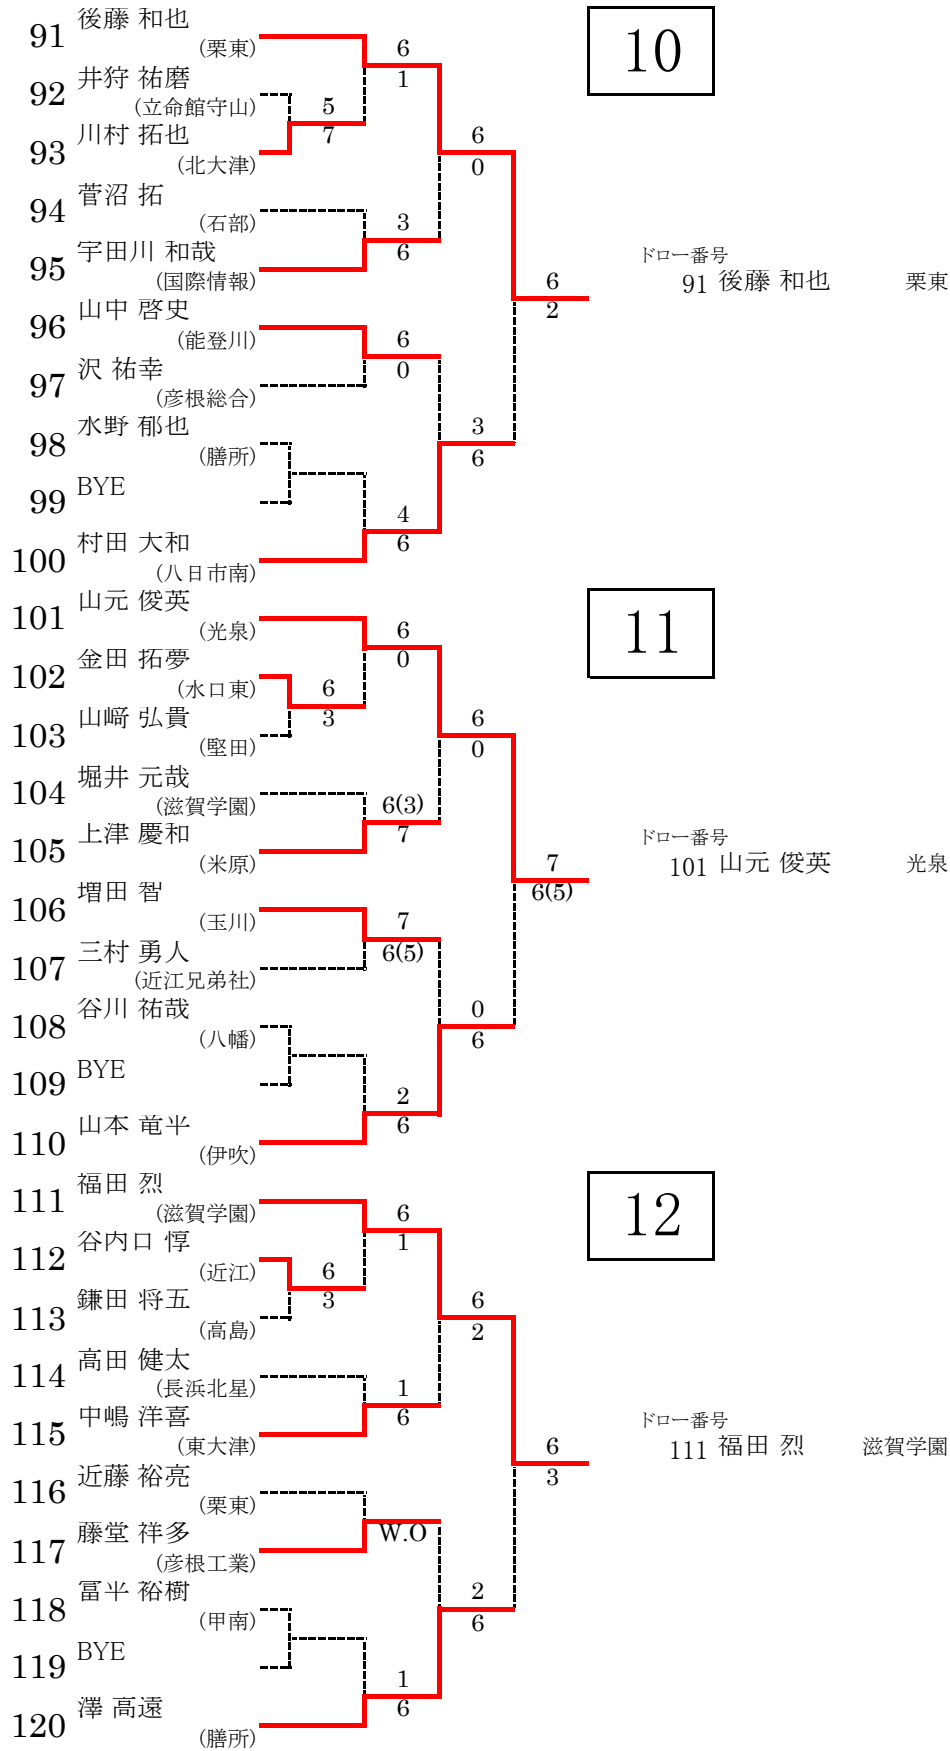 91 後藤 和也
(栗東)
92 井狩 祐磨
(立命館守山)
93 川村 拓也
(北大津)
94 菅沼 拓
(石部)
95 宇田川 和哉
(国際情報)
96 山中 啓史
(能登川)
97 沢 祐幸
(彦根総合)
98 水野 郁也
(膳所)
99 BYE
100 村田 大和
(八日市南)
6
1
5
7
3
6
6
0
4
6
6
0
3
6
6
2
10
ドロー番号
91 後藤 和也 栗東
101 山元 俊英
(光泉)
102 金田 拓夢
(水口東)
103 山﨑 弘貴
(堅田)
104 堀井 元哉
(滋賀学園)
105 上津 慶和
(米原)
106 増田 智
(玉川)
107 三村 勇人
(近江兄弟社)
108 谷川 祐哉
(八幡)
109 BYE
110 山本 竜平
(伊吹)
6
0
6
3
6(3)
7
7
6(5)
2
6
6
0
0
6
7
6(5)
11
ドロー番号
101 山元 俊英 光泉
111 福田 烈
(滋賀学園)
112 谷内口 惇
(近江)
113 鎌田 将五
(高島)
114 高田 健太
(長浜北星)
115 中嶋 洋喜
(東大津)
116 近藤 裕亮
(栗東)
117 藤堂 祥多
(彦根工業)
118 冨平 裕樹
(甲南)
119 BYE
120 澤 高遠
(膳所)
6
1
6
3
1
6
W.O
1
6
6
2
2
6
6
3
12
ドロー番号
111 福田 烈 滋賀学園